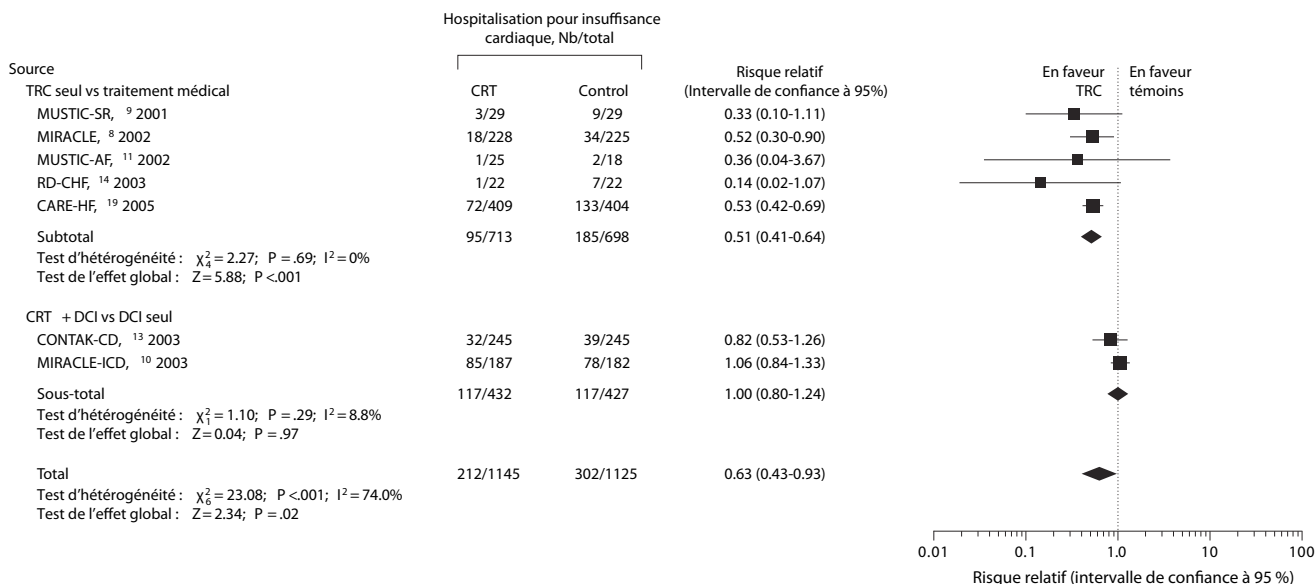 Hospitalisation pour insuffisance
cardiaque, Nb/total
Source
CRT Control
Risque relatif
(Intervalle de confiance à 95%)
En faveur TRC
En faveur témoins
TRC seul vs traitement médical
MUSTIC-SR, 9 2001 3/29 9/29 0.33 (0.10-1.11)
MIRACLE, 8 2002 18/228 34/225 0.52 (0.30-0.90)
MUSTIC-AF, 11 2002 1/25 2/18 0.36 (0.04-3.67)
RD-CHF, 14 2003 1/22 7/22 0.14 (0.02-1.07)
CARE-HF, 19 2005 72/409 133/404 0.53 (0.42-0.69)
Subtotal 95/713 185/698 0.51 (0.41-0.64)
Test d'hétérogénéité : χ²₄ = 2.27; P = .69; I² = 0%
Test de l'effet global : Z = 5.88; P <.001
CRT + DCI vs DCI seul
CONTAK-CD, 13 2003 32/245 39/245 0.82 (0.53-1.26)
MIRACLE-ICD, 10 2003 85/187 78/182 1.06 (0.84-1.33)
Sous-total 117/432 117/427 1.00 (0.80-1.24)
Test d'hétérogénéité : χ²₁ = 1.10; P = .29; I² = 8.8%
Test de l'effet global : Z = 0.04; P = .97
Total 212/1145 302/1125 0.63 (0.43-0.93)
Test d'hétérogénéité : χ²₆ = 23.08; P <.001; I² = 74.0%
Test de l'effet global : Z = 2.34; P = .02
0.01 0.1 1.0 10 100
Risque relatif (intervalle de confiance à 95 %)